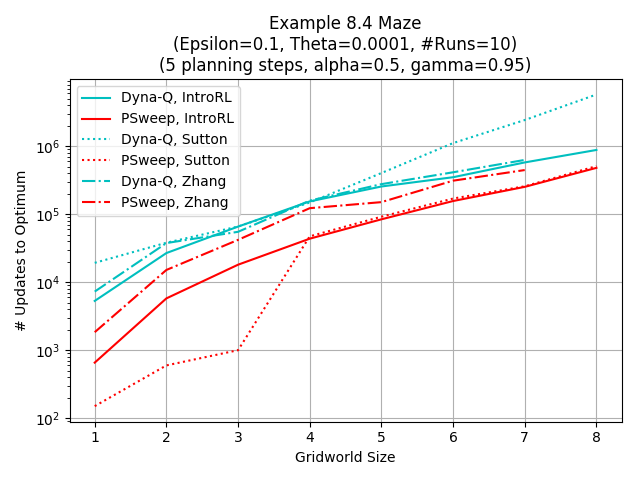 Example 8.4 Maze
(Epsilon=0.1, Theta=0.0001, #Runs=10)
(5 planning steps, alpha=0.5, gamma=0.95)
Dyna-Q, IntroRL
PSweep, IntroRL
Dyna-Q, Sutton
PSweep, Sutton
Dyna-Q, Zhang
PSweep, Zhang
# Updates to Optimum
10^6
10^5
10^4
10^3
10^2
1 2 3 4 5 6 7 8
Gridworld Size